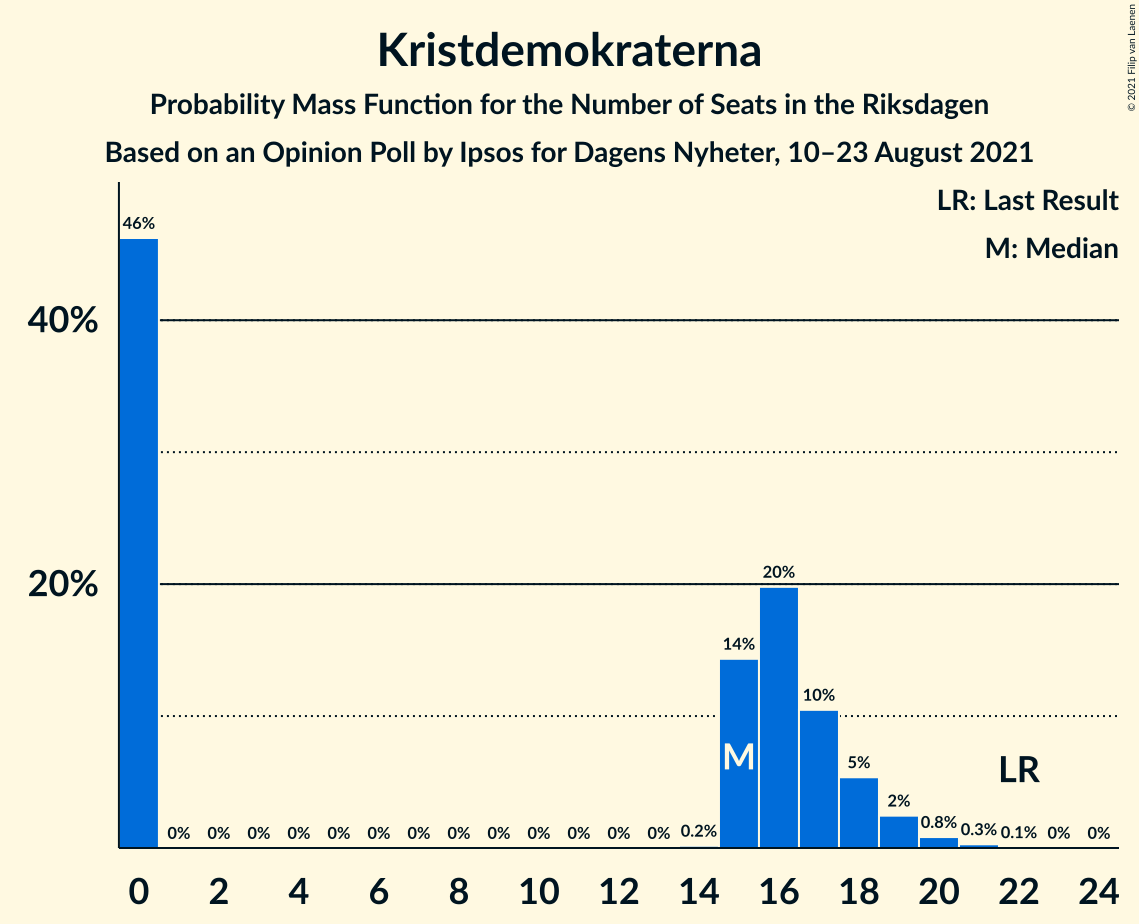 Kristdemokraterna
Probability Mass Function for the Number of Seats in the Riksdagen
Based on an Opinion Poll by Ipsos for Dagens Nyheter, 10–23 August 2021
© 2021 Filip van Laenen
LR: Last Result
M: Median
46%
40%
20%
20%
14%
10%
M
5%
LR
2%
0% 0% 0% 0% 0% 0% 0% 0% 0% 0% 0% 0% 0% 0.2% 0.8% 0.3% 0.1% 0% 0%
0 2 4 6 8 10 12 14 16 18 20 22 24